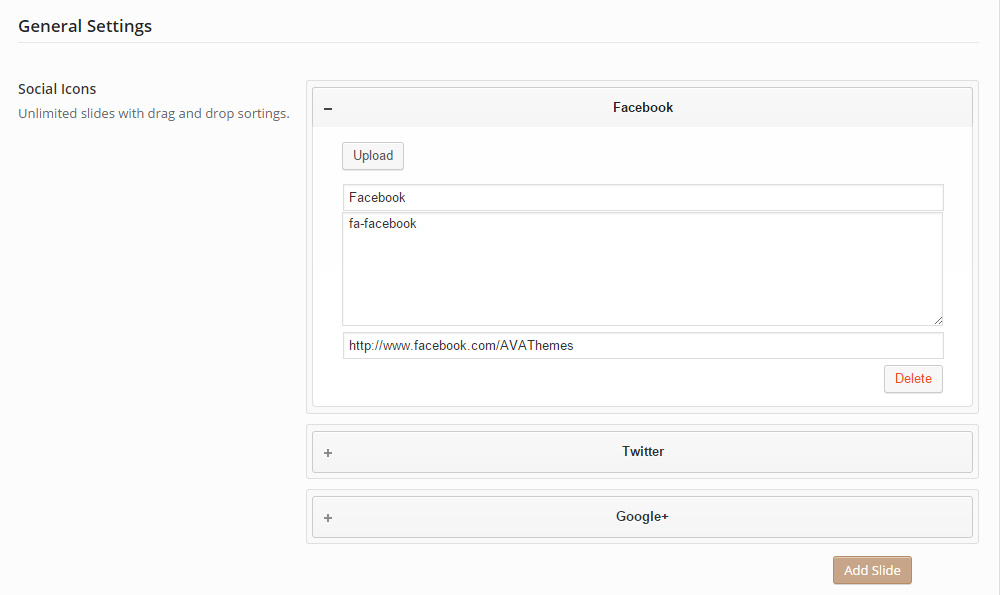 General Settings
Social Icons
Unlimited slides with drag and drop sortings.
Facebook
Upload
Facebook
fa-facebook
http://www.facebook.com/AVAThemes
Delete
Twitter
Google+
Add Slide